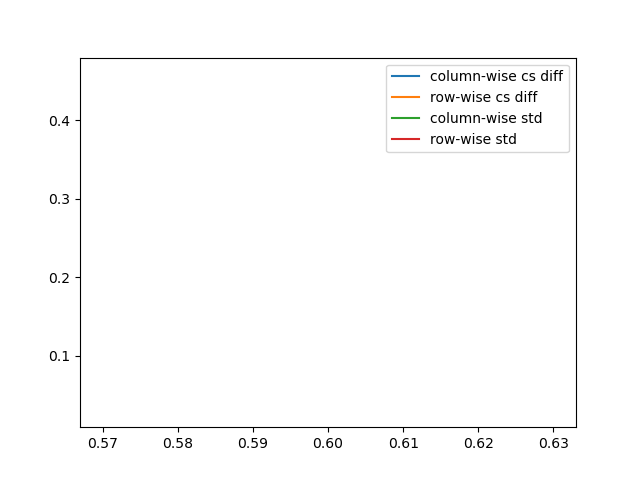 column-wise cs diff
row-wise cs diff
column-wise std
row-wise std
0.4
0.3
0.2
0.1
0.57 0.58 0.59 0.60 0.61 0.62 0.63